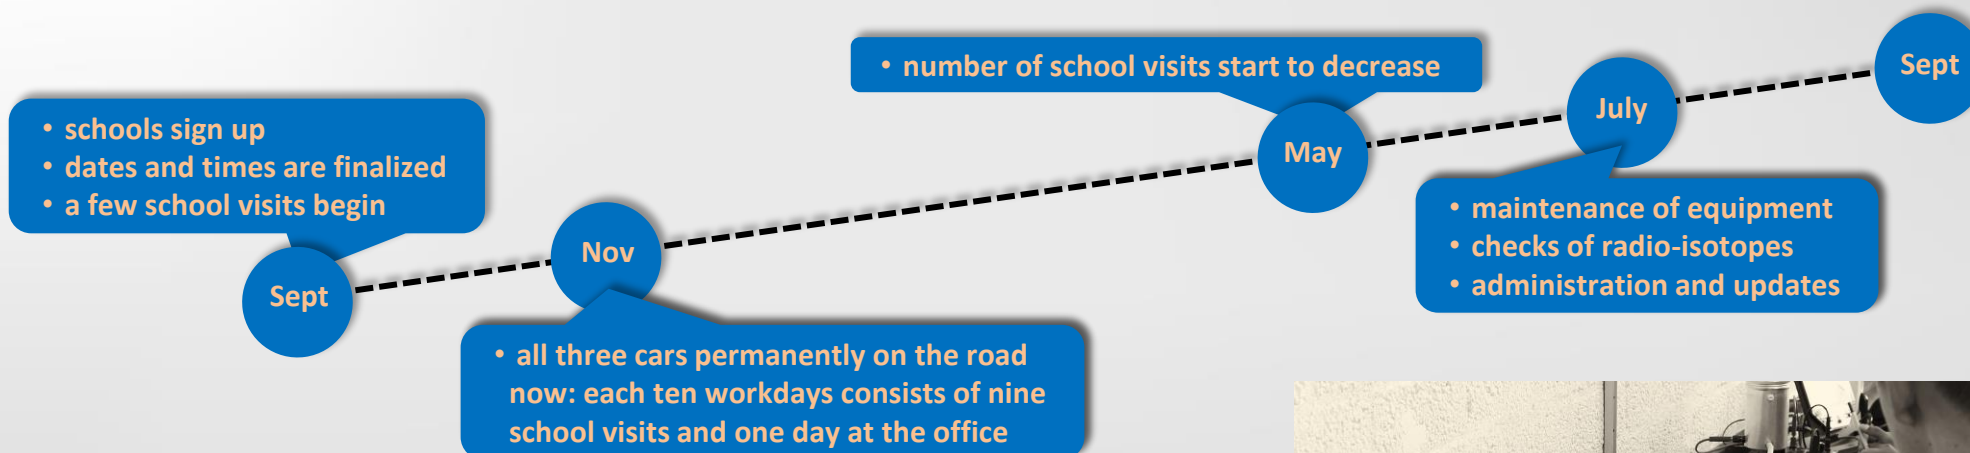 • schools sign up
• dates and times are finalized
• a few school visits begin
Sept
Nov
• all three cars permanently on the road
now: each ten workdays consists of nine
school visits and one day at the office
• number of school visits start to decrease
May
July
• maintenance of equipment
• checks of radio-isotopes
• administration and updates
Sept